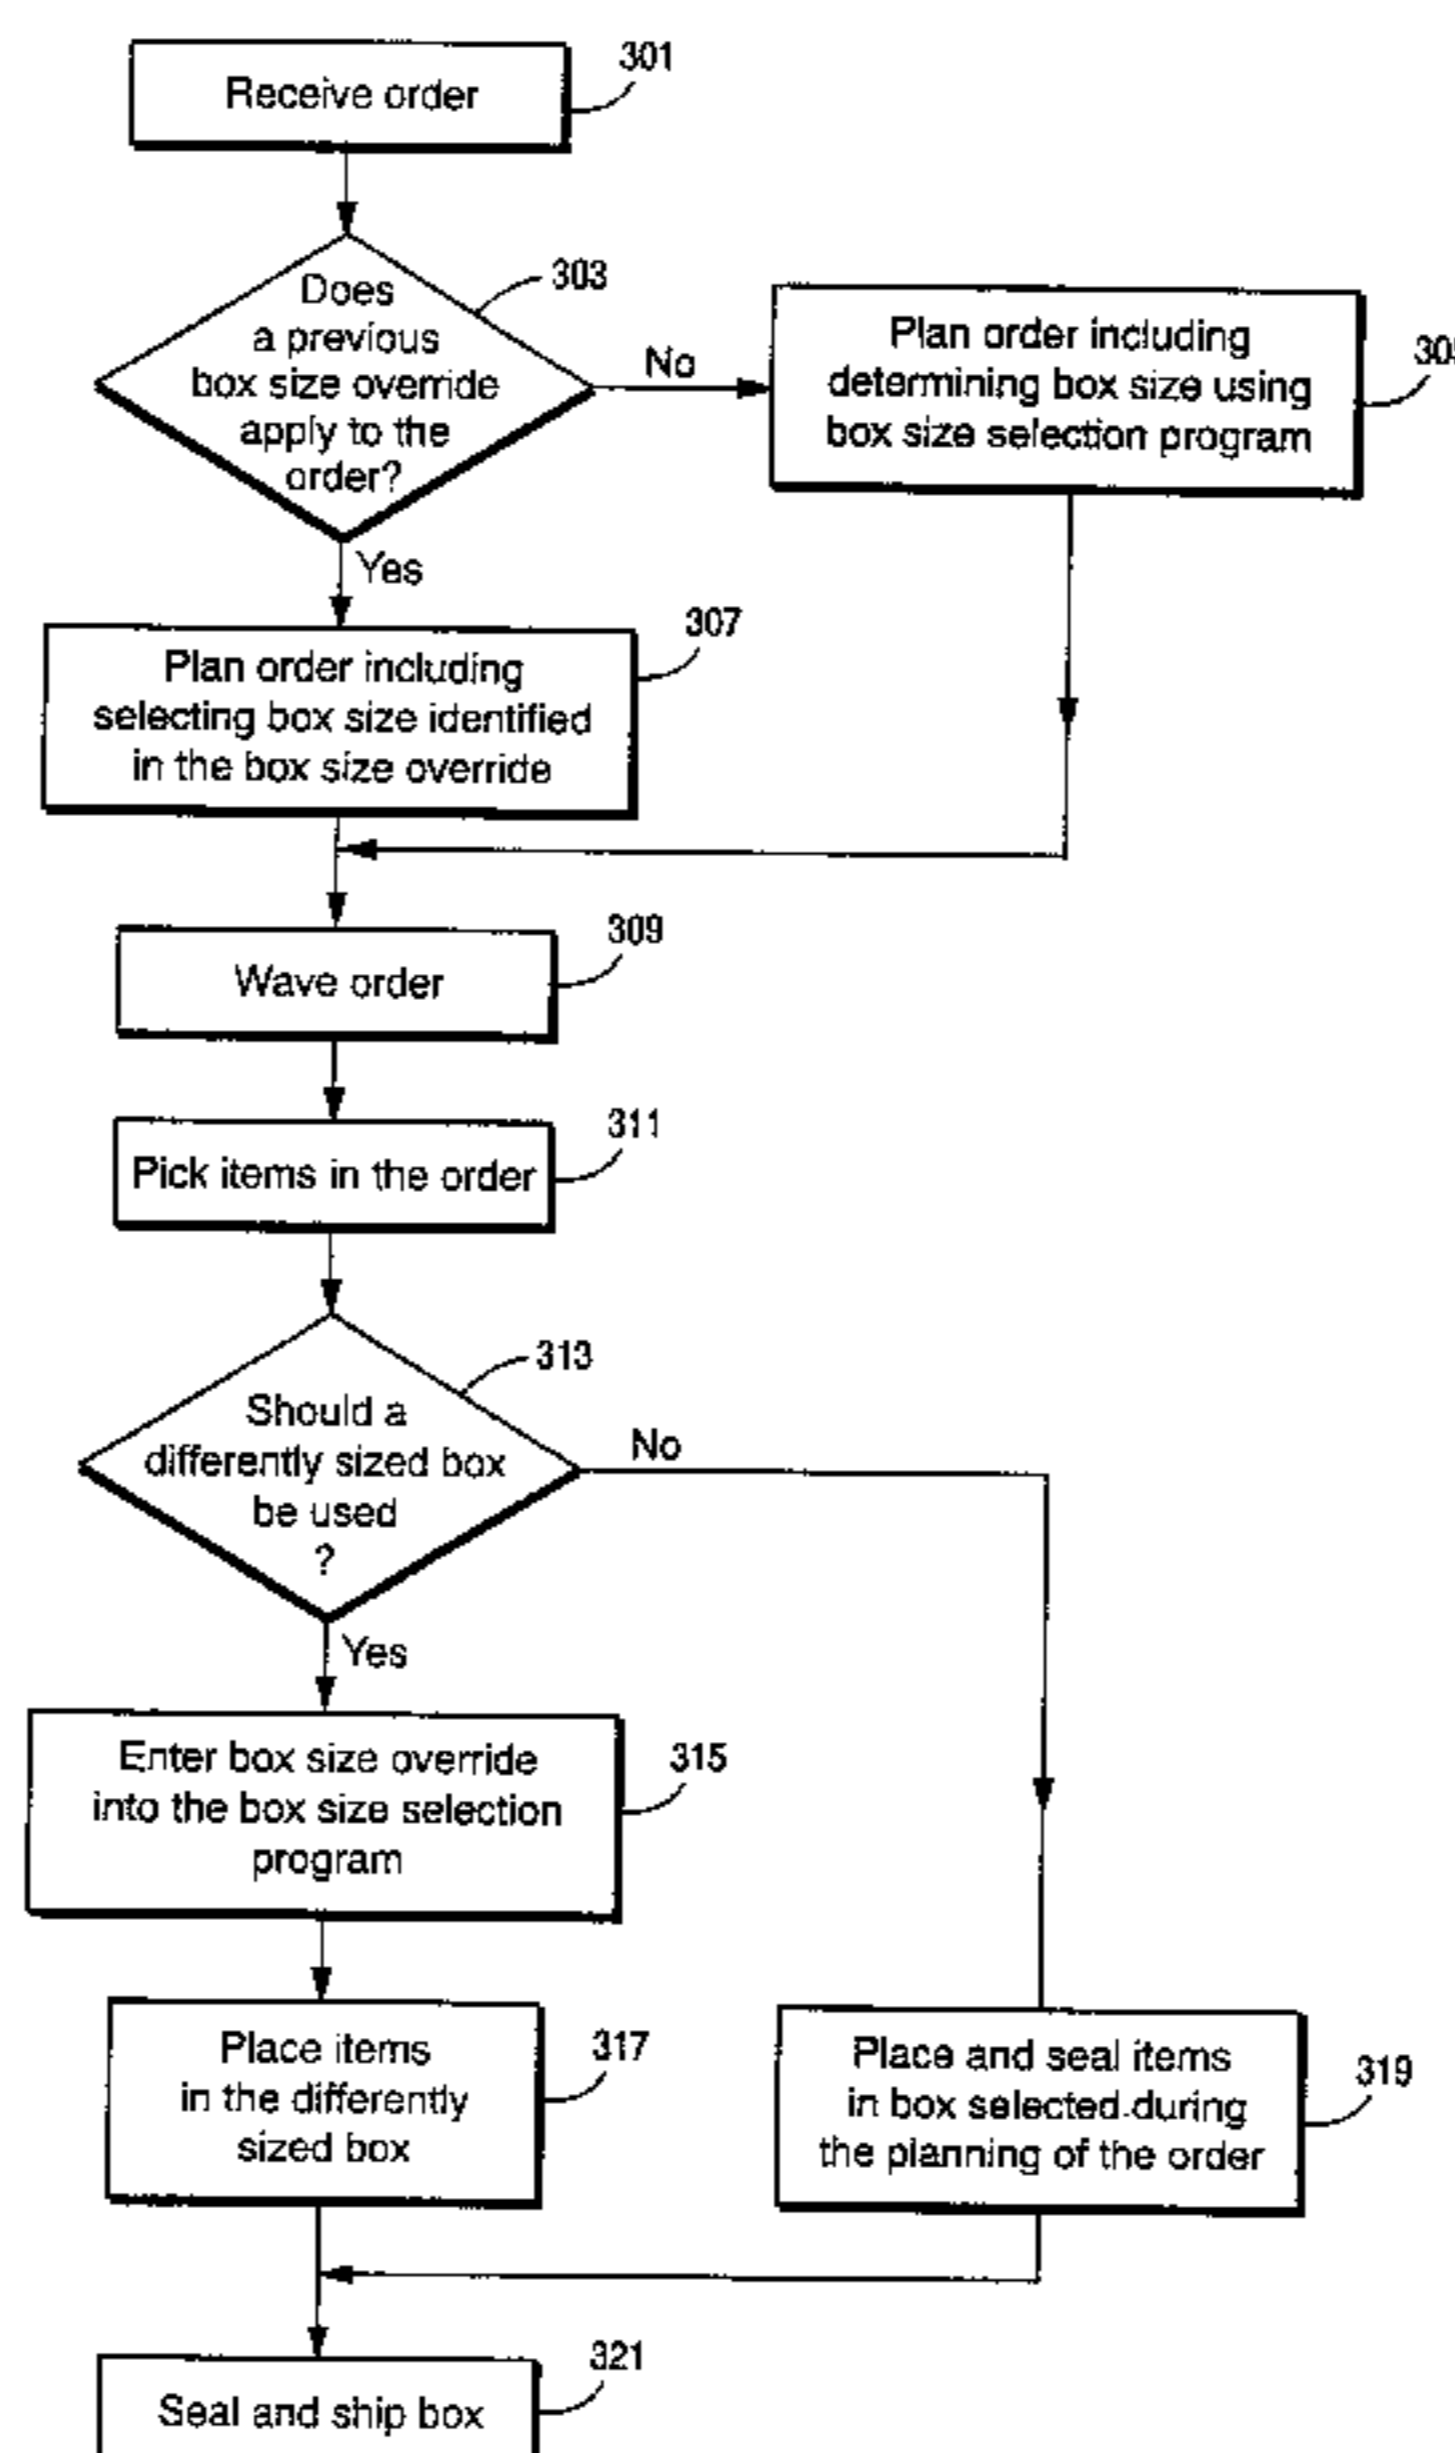 Receive order
301
Does
a previous
box size override
apply to the
order?
303
No
Plan order including
determining box size using
box size selection program
Yes
Plan order including
selecting box size identified
in the box size override
307
Wave order
309
Pick items in the order
311
Should a
differently sized box
be used
?
313
No
Yes
Enter box size override
into the box size selection
program
315
Place items
in the differently
sized box
317
Place and seal items
in box selected during
the planning of the order
319
Seal and ship box
321